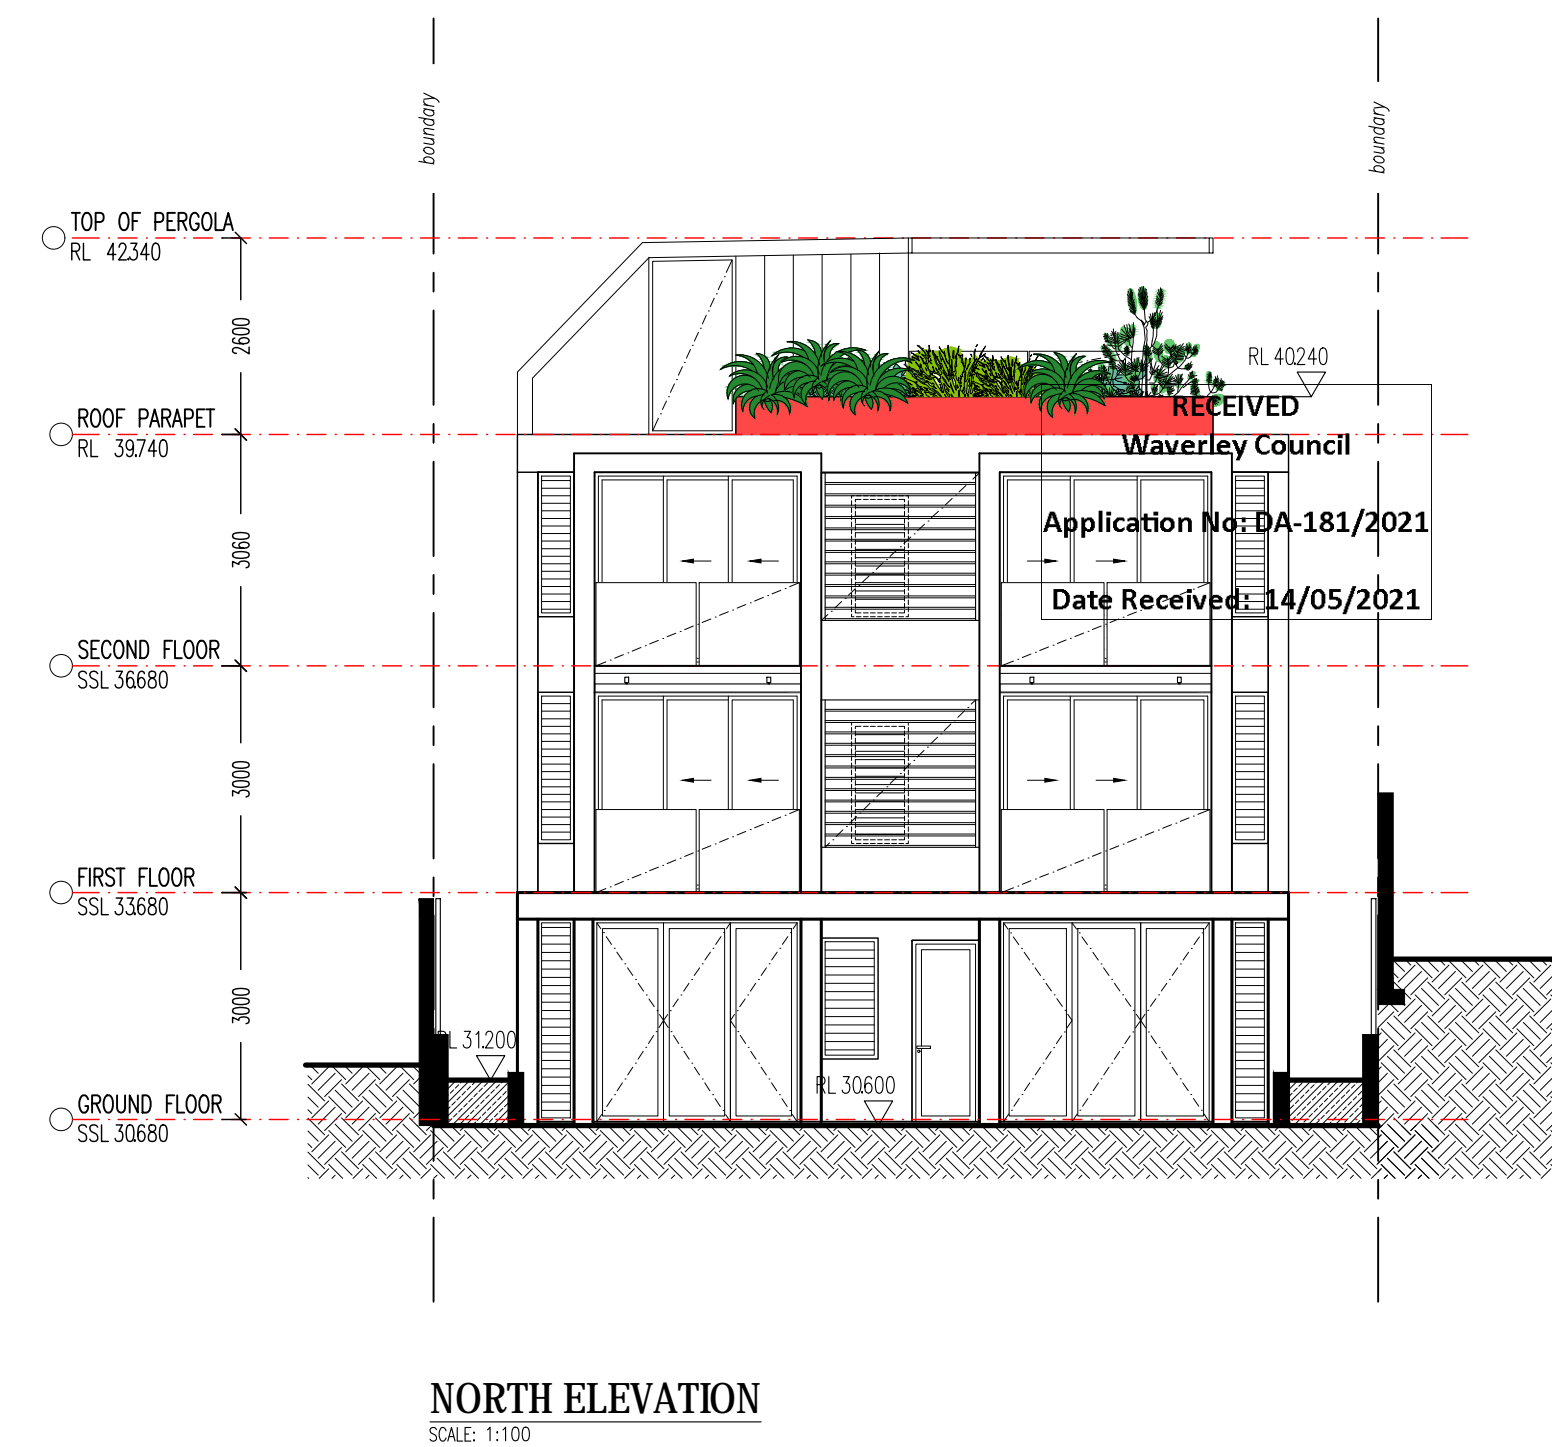 boundary
boundary
TOP OF PERGOLA
RL 42.340
2600
RL 40.240
RECEIVED
Waverley Council
Application No: DA-181/2021
Date Received: 14/05/2021
ROOF PARAPET
RL 39.740
3060
SECOND FLOOR
SSL 36.680
3000
FIRST FLOOR
SSL 33.680
3000
RL 31.200
RL 30.600
GROUND FLOOR
SSL 30.680
NORTH ELEVATION
SCALE: 1:100